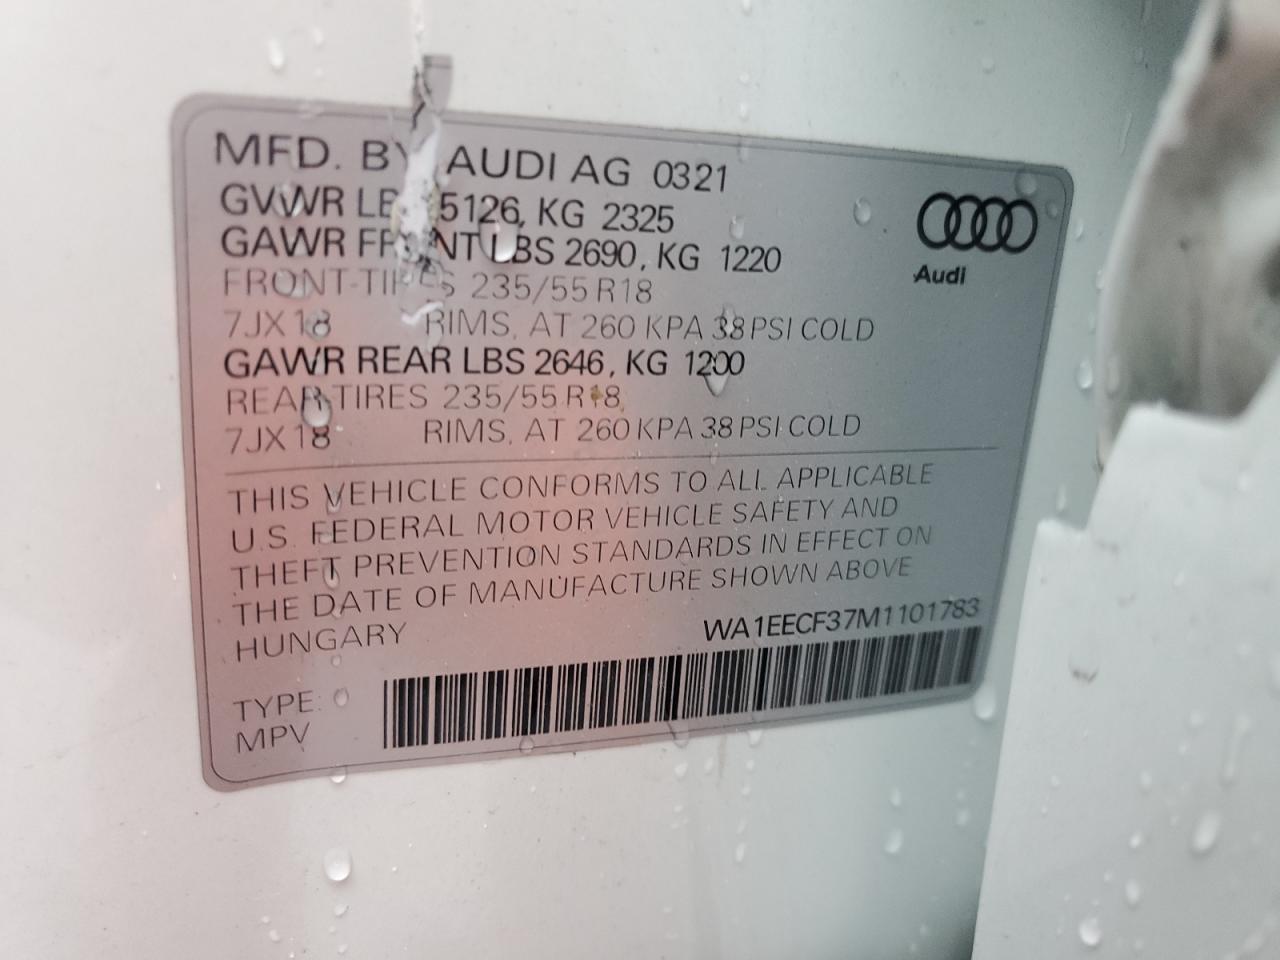 MFD. BY AUDI AG 0321
GVWR LBS 5126, KG 2325
GAWR FRONT LBS 2690, KG 1220
FRONT-TIRES 235/55 R18
7JX18 RIMS, AT 260 KPA 38 PSI COLD
GAWR REAR LBS 2646, KG 1200
REAR-TIRES 235/55 R18,
7JX18 RIMS, AT 260 KPA 38 PSI COLD
Audi
THIS VEHICLE CONFORMS TO ALL APPLICABLE
U.S. FEDERAL MOTOR VEHICLE SAFETY AND
THEFT PREVENTION STANDARDS IN EFFECT ON
THE DATE OF MANUFACTURE SHOWN ABOVE
HUNGARY WA1EECF37M1101783
TYPE:
MPV